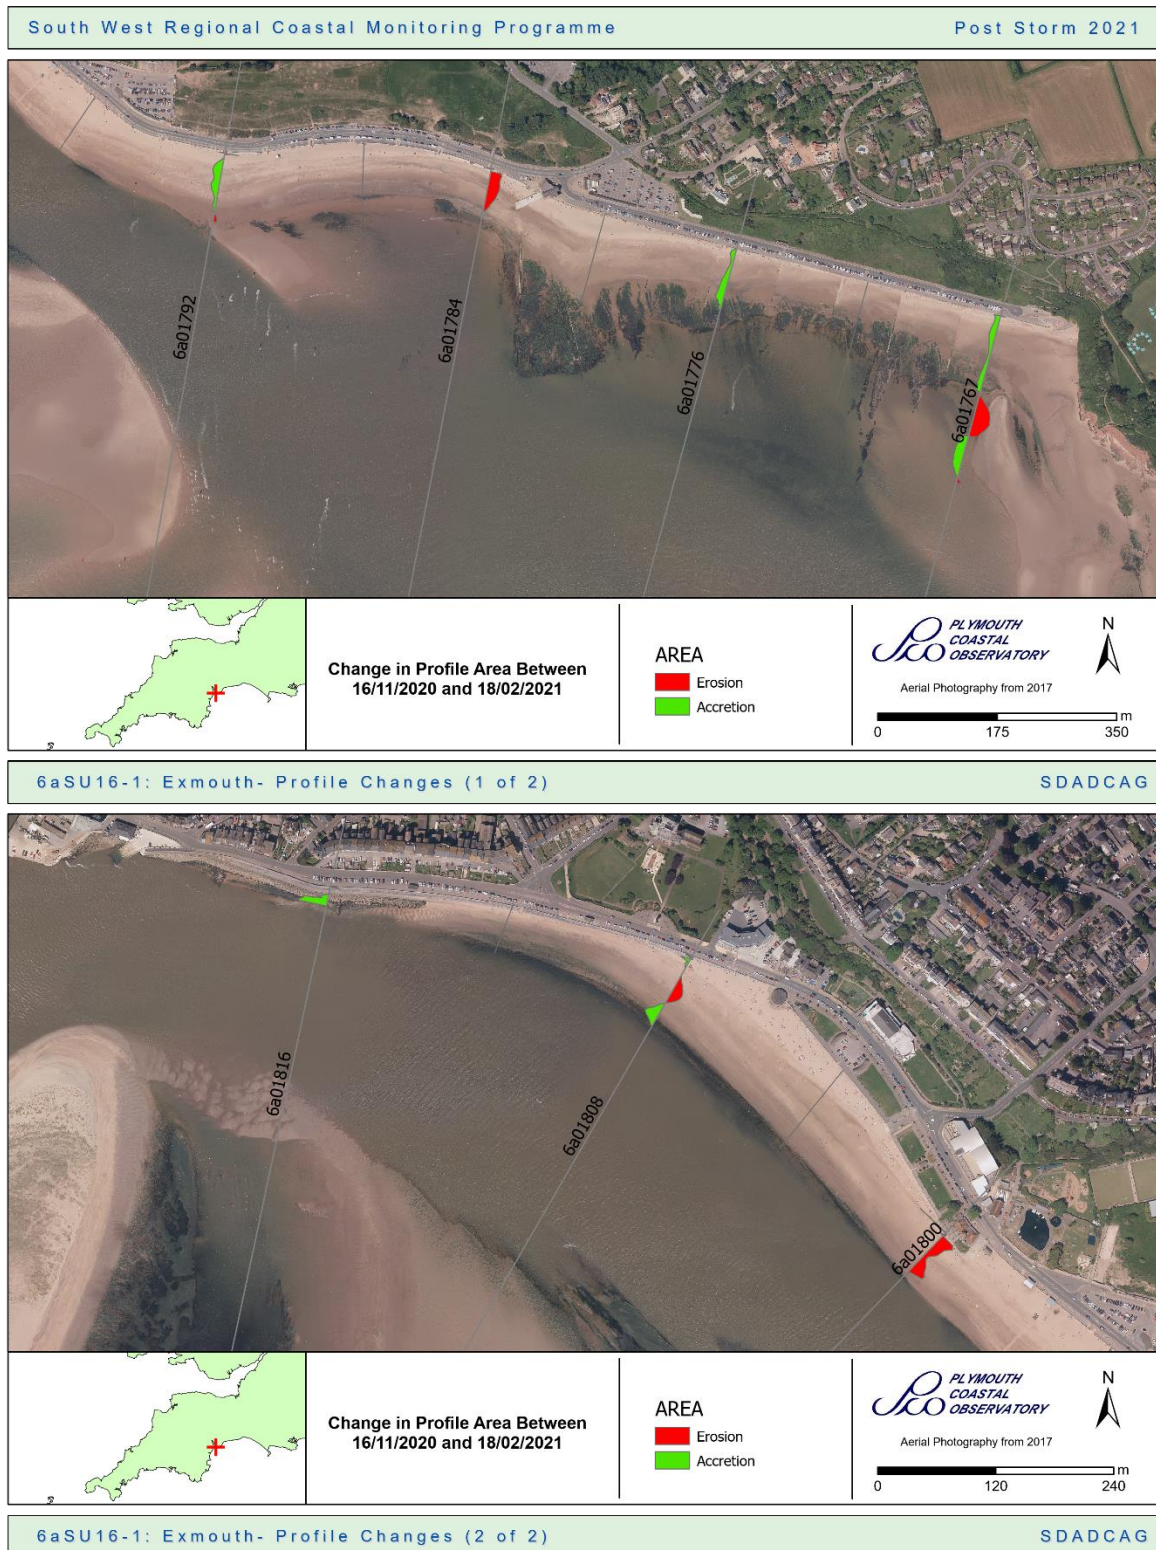 South West Regional Coastal Monitoring Programme
Post Storm 2021
6a01792
6a01784
6a01776
6a01767
Change in Profile Area Between
16/11/2020 and 18/02/2021
AREA
Erosion
Accretion
PLYMOUTH
COASTAL
OBSERVATORY
N
Aerial Photography from 2017
m
0 175 350
6aSU16-1: Exmouth- Profile Changes (1 of 2)
SDADCAG
6a01816
6a01808
6a01800
Change in Profile Area Between
16/11/2020 and 18/02/2021
AREA
Erosion
Accretion
PLYMOUTH
COASTAL
OBSERVATORY
N
Aerial Photography from 2017
m
0 120 240
6aSU16-1: Exmouth- Profile Changes (2 of 2)
SDADCAG